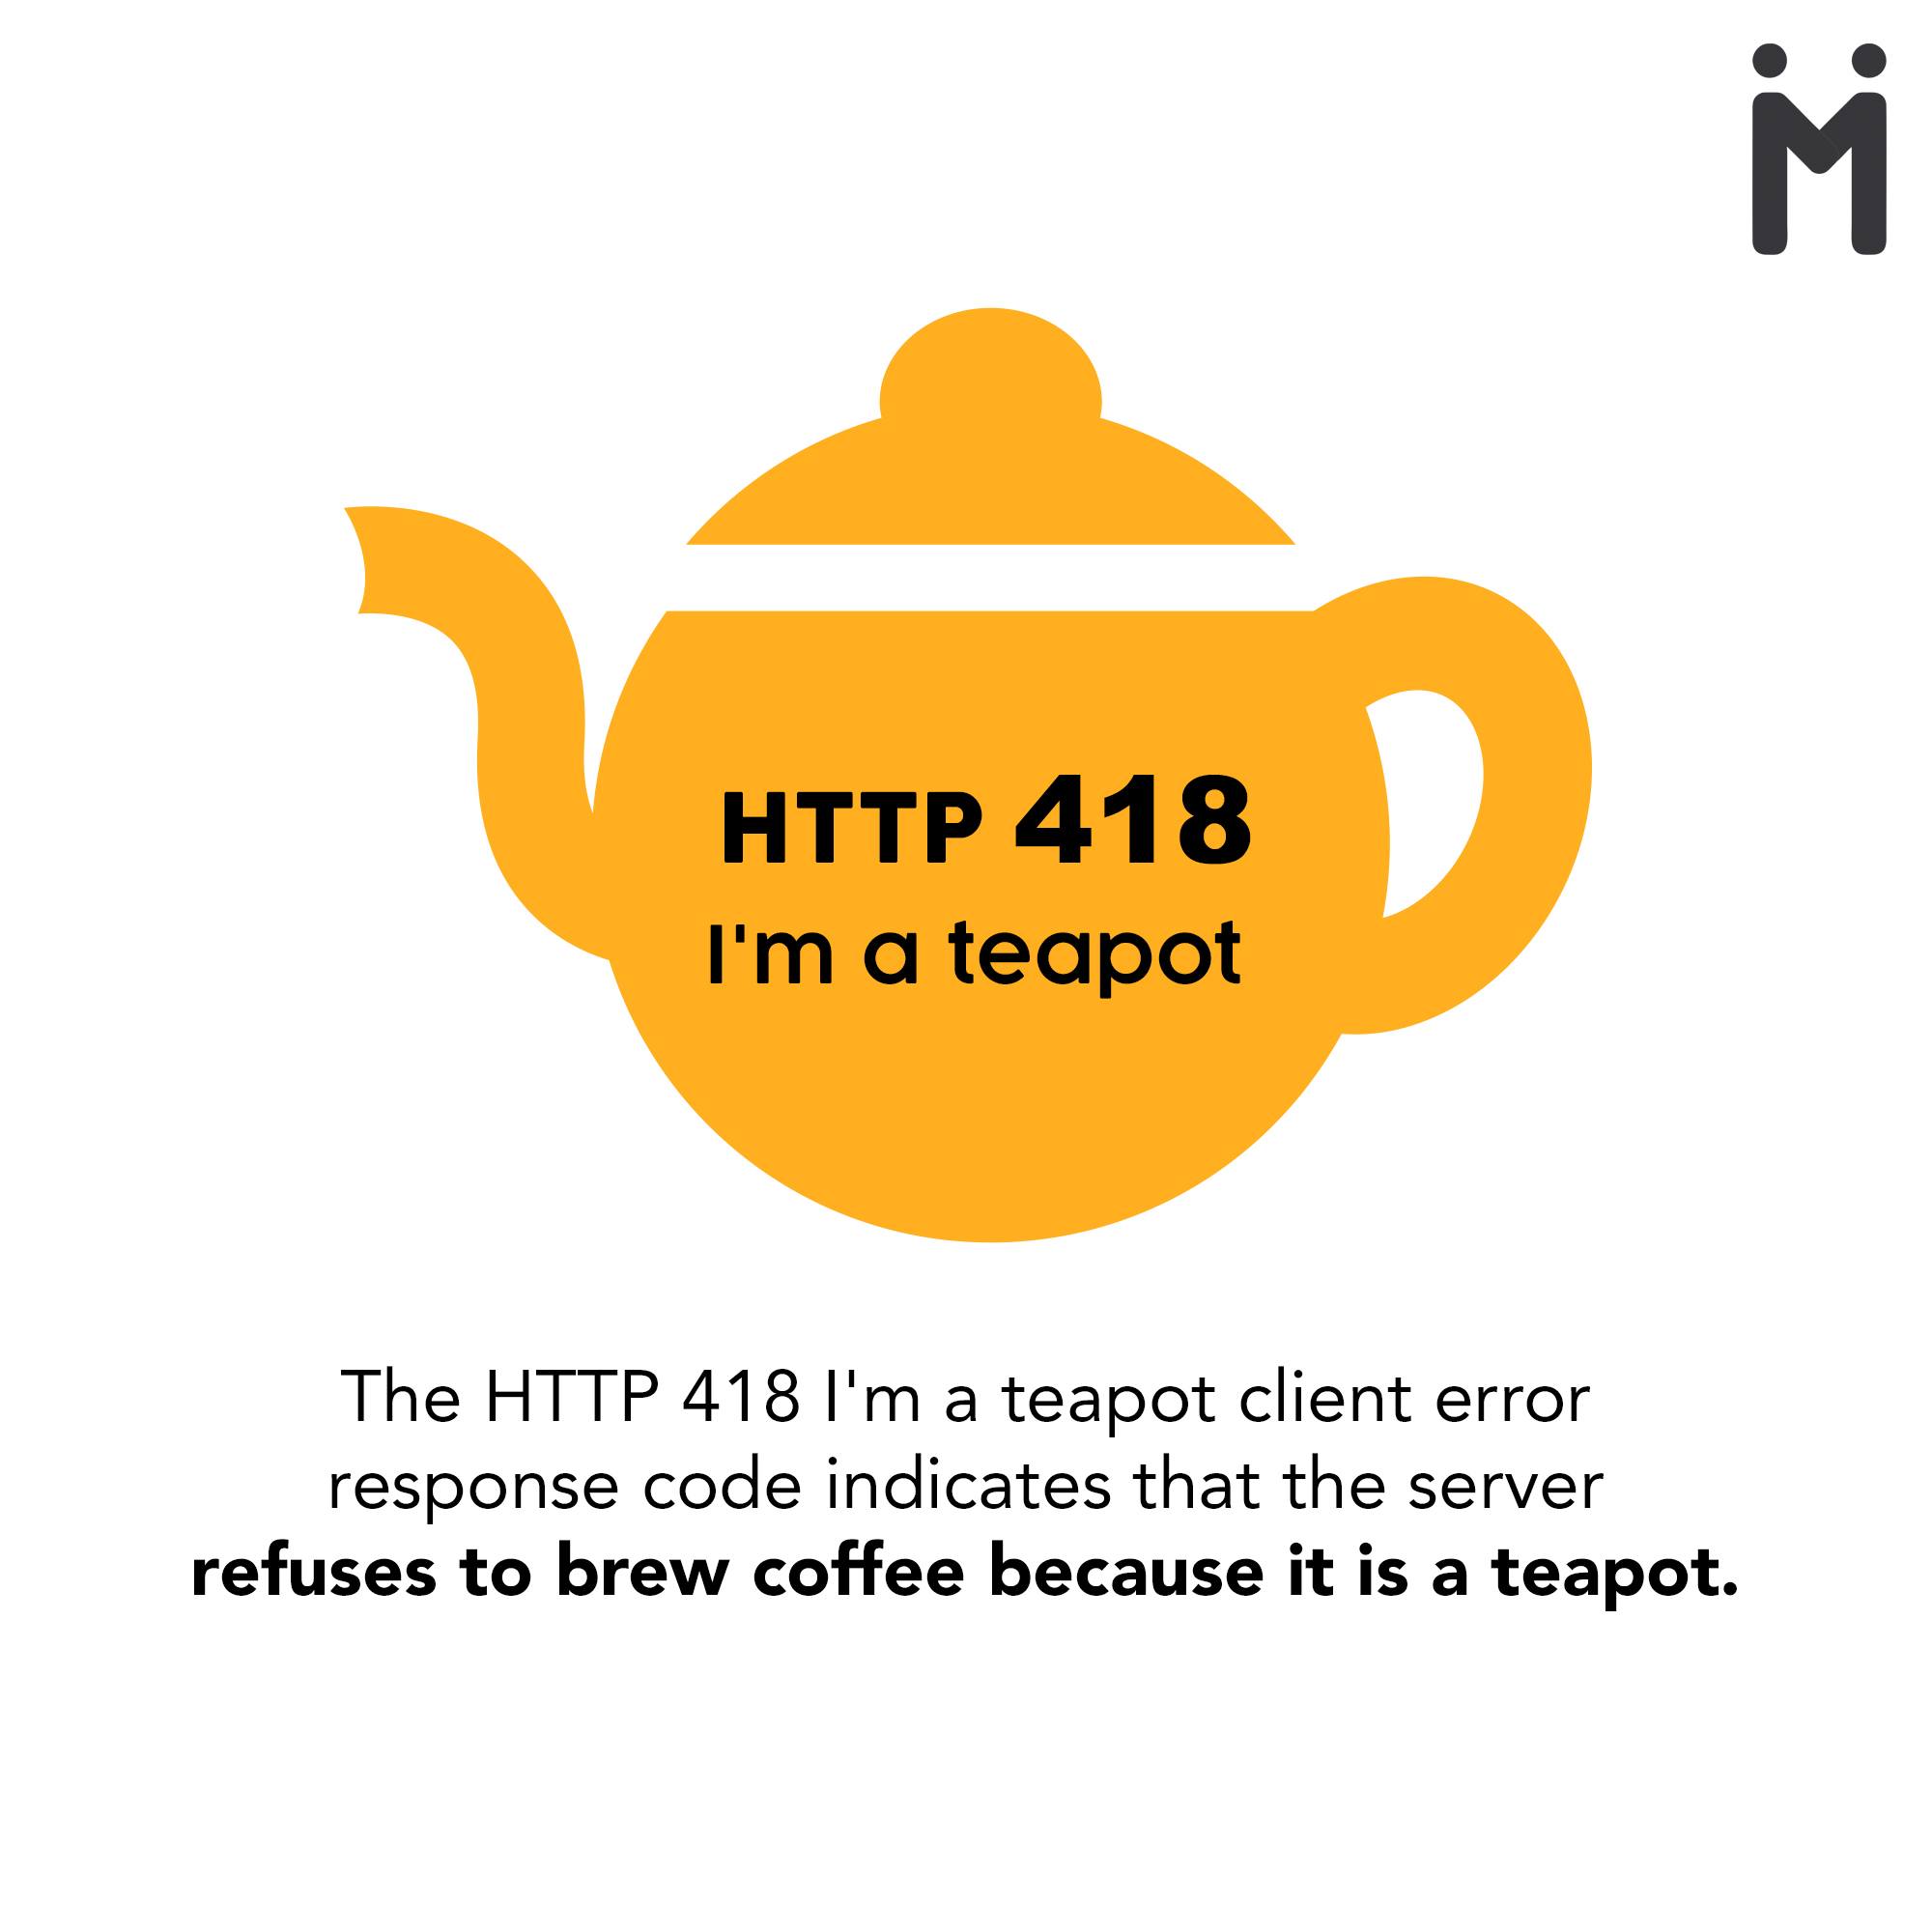 HTTP 418
I'm a teapot
The HTTP 418 I'm a teapot client error
response code indicates that the server
refuses to brew coffee because it is a teapot.